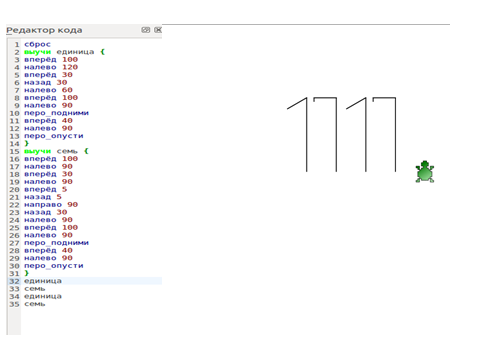 Редактор кода
1 сброс
2 выучи единица {
3 вперёд 100
4 налево 120
5 вперёд 30
6 назад 30
7 налево 60
8 вперёд 100
9 налево 90
10 перо_подними
11 вперёд 40
12 налево 90
13 перо_опусти
14 }
15 выучи семь {
16 вперёд 100
17 налево 90
18 вперёд 30
19 налево 90
20 вперёд 5
21 назад 5
22 направо 90
23 назад 30
24 налево 90
25 вперёд 100
26 налево 90
27 перо_подними
28 вперёд 40
29 налево 90
30 перо_опусти
31 }
32 единица
33 семь
34 единица
35 семь